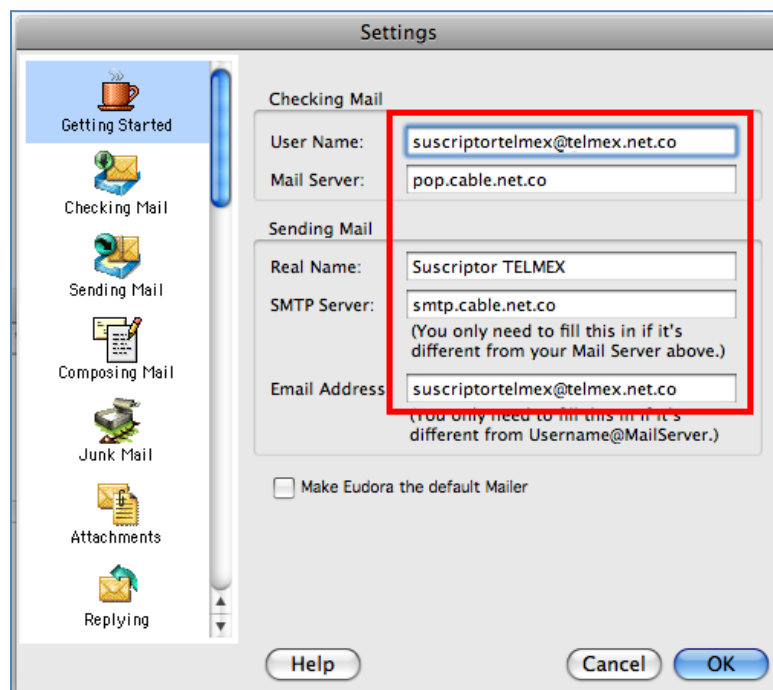 Settings
Getting Started
Checking Mail
Sending Mail
Composing Mail
Junk Mail
Attachments
Replying
Checking Mail
User Name: suscriptortelmex@telmex.net.co
Mail Server: pop.cable.net.co
Sending Mail
Real Name: Suscriptor TELMEX
SMTP Server: smtp.cable.net.co
(You only need to fill this in if it's
different from your Mail Server above.)
Email Address suscriptortelmex@telmex.net.co
(You only need to fill this in if it's
different from Username@MailServer.)
Make Eudora the default Mailer
Help Cancel OK